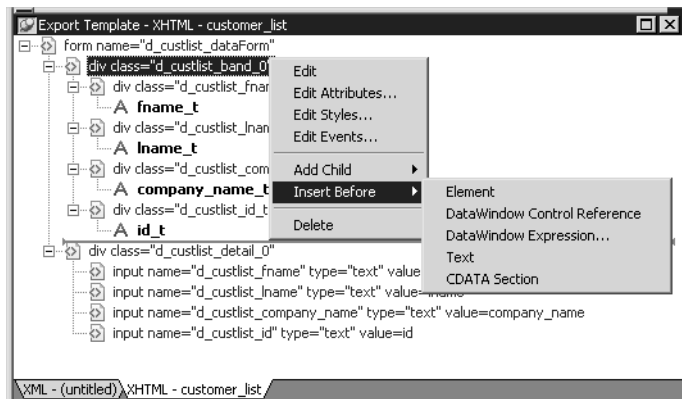 Export Template - XHTML - customer_list
form name="d_custlist_dataForm"
div class="d_custlist_band_0"
div class="d_custlist_fnam
fname_t
div class="d_custlist_lnam
lname_t
div class="d_custlist_com
company_name_t
div class="d_custlist_id_t
id_t
div class="d_custlist_detail_0"
input name="d_custlist_fname" type="text" value=
input name="d_custlist_lname" type="text" value=lname
input name="d_custlist_company_name" type="text" value=company_name
input name="d_custlist_id" type="text" value=id
Edit
Edit Attributes...
Edit Styles...
Edit Events...
Add Child
Insert Before
Delete
Element
DataWindow Control Reference
DataWindow Expression...
Text
CDATA Section
XML - (untitled)
XHTML - customer_list